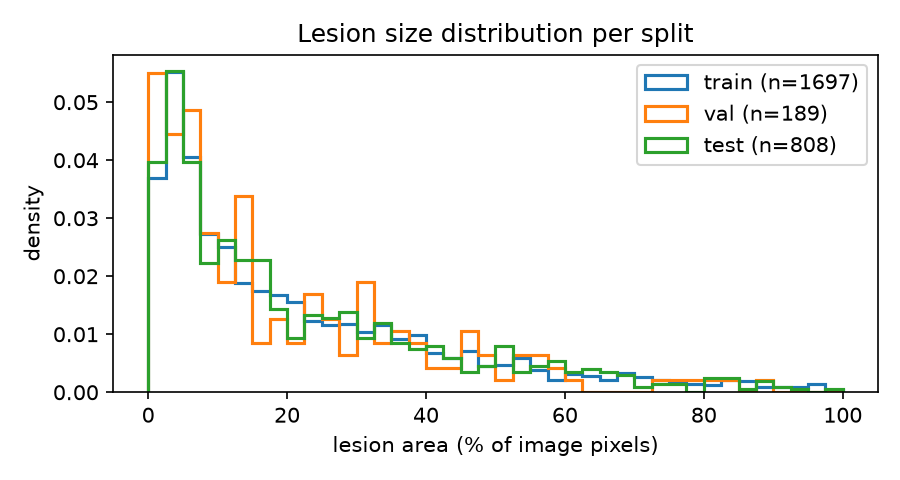 Lesion size distribution per split
train (n=1697)
val (n=189)
test (n=808)
density
0.05
0.04
0.03
0.02
0.01
0.00
0 20 40 60 80 100
lesion area (% of image pixels)